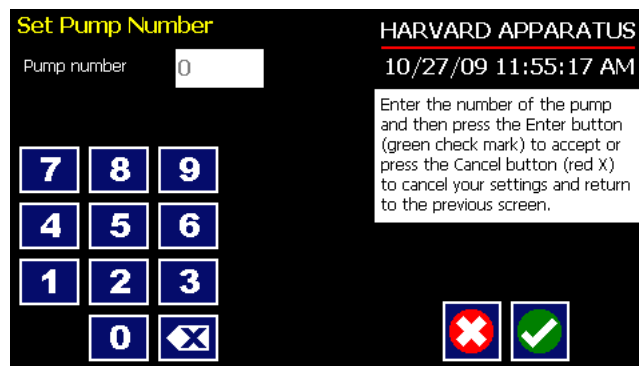 Set Pump Number
HARVARD APPARATUS
Pump number 0
10/27/09 11:55:17 AM
Enter the number of the pump
and then press the Enter button
(green check mark) to accept or
press the Cancel button (red X)
to cancel your settings and return
to the previous screen.
7 8 9
4 5 6
1 2 3
0